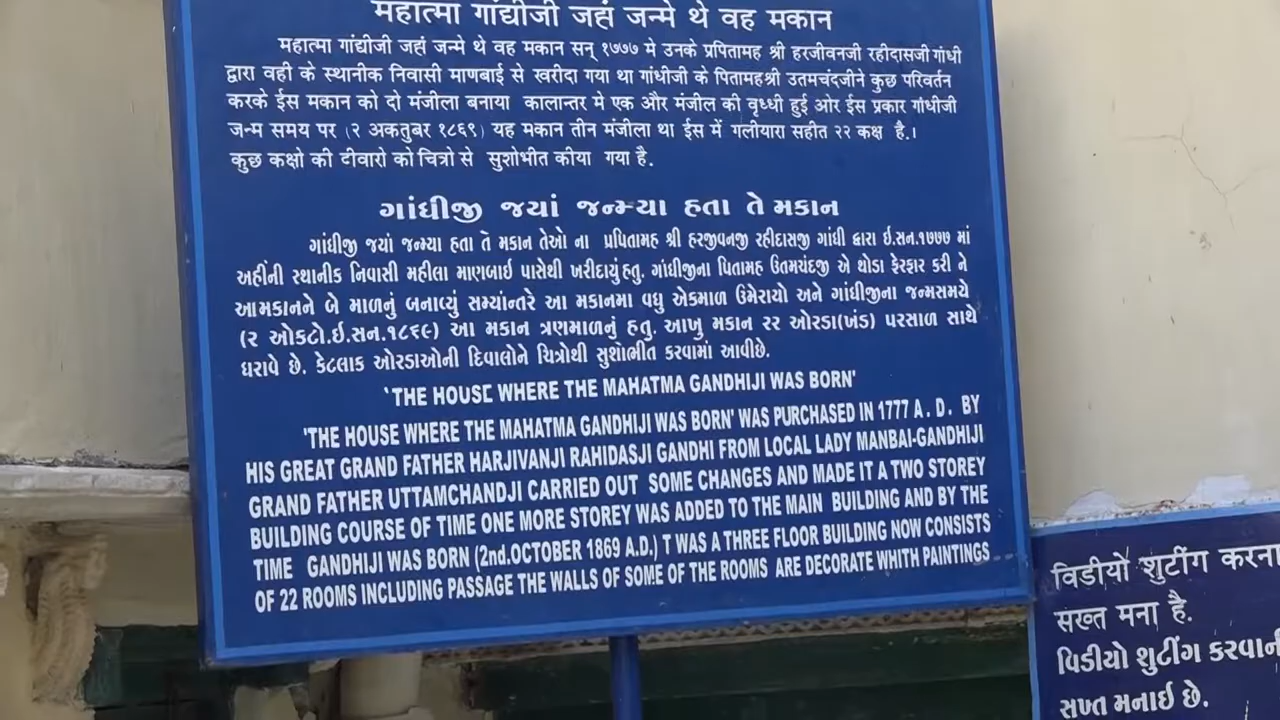 महात्मा गांद्यीजी जहां जन्मे थे वह मकान
महात्मा गांद्यीजी जहां जन्मे थे वह मकान सन् १७७७ मे उनके प्रपितामह श्री हरजीवनजी रहीदासजी गांधी
द्वारा वही के स्थानीक निवासी माणबाई से खरीदा गया था गांधीजी के पितामहश्री उतमचंदजीने कुछ परिवर्तन
करके ईस मकान को दो मंजीला बनाया कालान्तर मे एक और मंजील की वृध्धी हुई ओर ईस प्रकार गांधीजी
जन्म समय पर (२ अकतुबर १८६९) यह मकान तीन मंजीला था ईस में गलीयारा सहीत २२ कक्ष है.।
कुछ कक्षो की दीवारो को चित्रो से सुशोभीत कीया गया है.
ગાંધીજી જયાં જન્મ્યા હતા તે મકાન
ગાંધીજી જયાં જન્મ્યા હતા તે મકાન તેઓ ના પ્રપિતામહ શ્રી હરજીવનજી રહીદાસજી ગાંધી દ્વારા ઇ.સન.૧૭૭૭ માં
અહીંની સ્થાનીક નિવાસી મહીલા માણબાઇ પાસેથી ખરીદાયું હતુ. ગાંધીજીના પિતામહ ઉતમચંદજી એ થોડા ફેરફાર કરી ને
આમકાનને બે માળનું બનાવ્યું સમયાંન્તરે આ મકાનમા વધુ એકમાળ ઉમેરાયો અને ગાંધીજીના જન્મસમયે
(૨ ઓકટો.ઇ.સન.૧૮૬૯) આ મકાન ત્રણમાળનું હતુ. આખુ મકાન ૨૨ ઓરડા(ખંડ) પરસાળ સાથે
ધરાવે છે. કેટલાક ઓરડાઓની દિવાલોને ચિત્રોથી સુશોભીત કરવામાં આવીછે.
'THE HOUSE WHERE THE MAHATMA GANDHIJI WAS BORN'
'THE HOUSE WHERE THE MAHATMA GANDHIJI WAS BORN' WAS PURCHASED IN 1777 A . D . BY
HIS GREAT GRAND FATHER HARJIVANJI RAHIDASJI GANDHI FROM LOCAL LADY MANBAI-GANDHIJI
GRAND FATHER UTTAMCHANDJI CARRIED OUT SOME CHANGES AND MADE IT A TWO STOREY
BUILDING COURSE OF TIME ONE MORE STOREY WAS ADDED TO THE MAIN BUILDING AND BY THE
TIME GANDHIJI WAS BORN (2nd.OCTOBER 1869 A.D.) T WAS A THREE FLOOR BUILDING NOW CONSISTS
OF 22 ROOMS INCLUDING PASSAGE THE WALLS OF SOME OF THE ROOMS ARE DECORATE WHITH PAINTINGS
विडीयो शुटींग करना
सख्त मना है.
વિડીયો શુટીંગ કરવાની
સખ્ત મનાઇ છે.